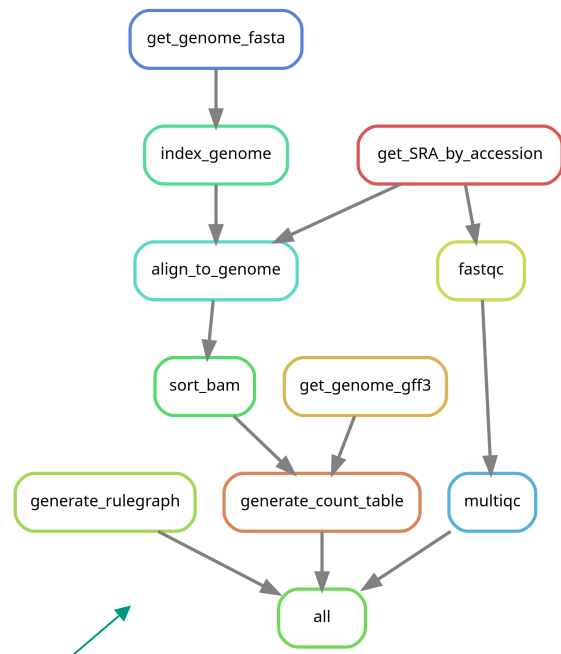 get_genome_fasta
index_genome
get_SRA_by_accession
align_to_genome
fastqc
sort_bam
get_genome_gff3
generate_rulegraph
generate_count_table
multiqc
all